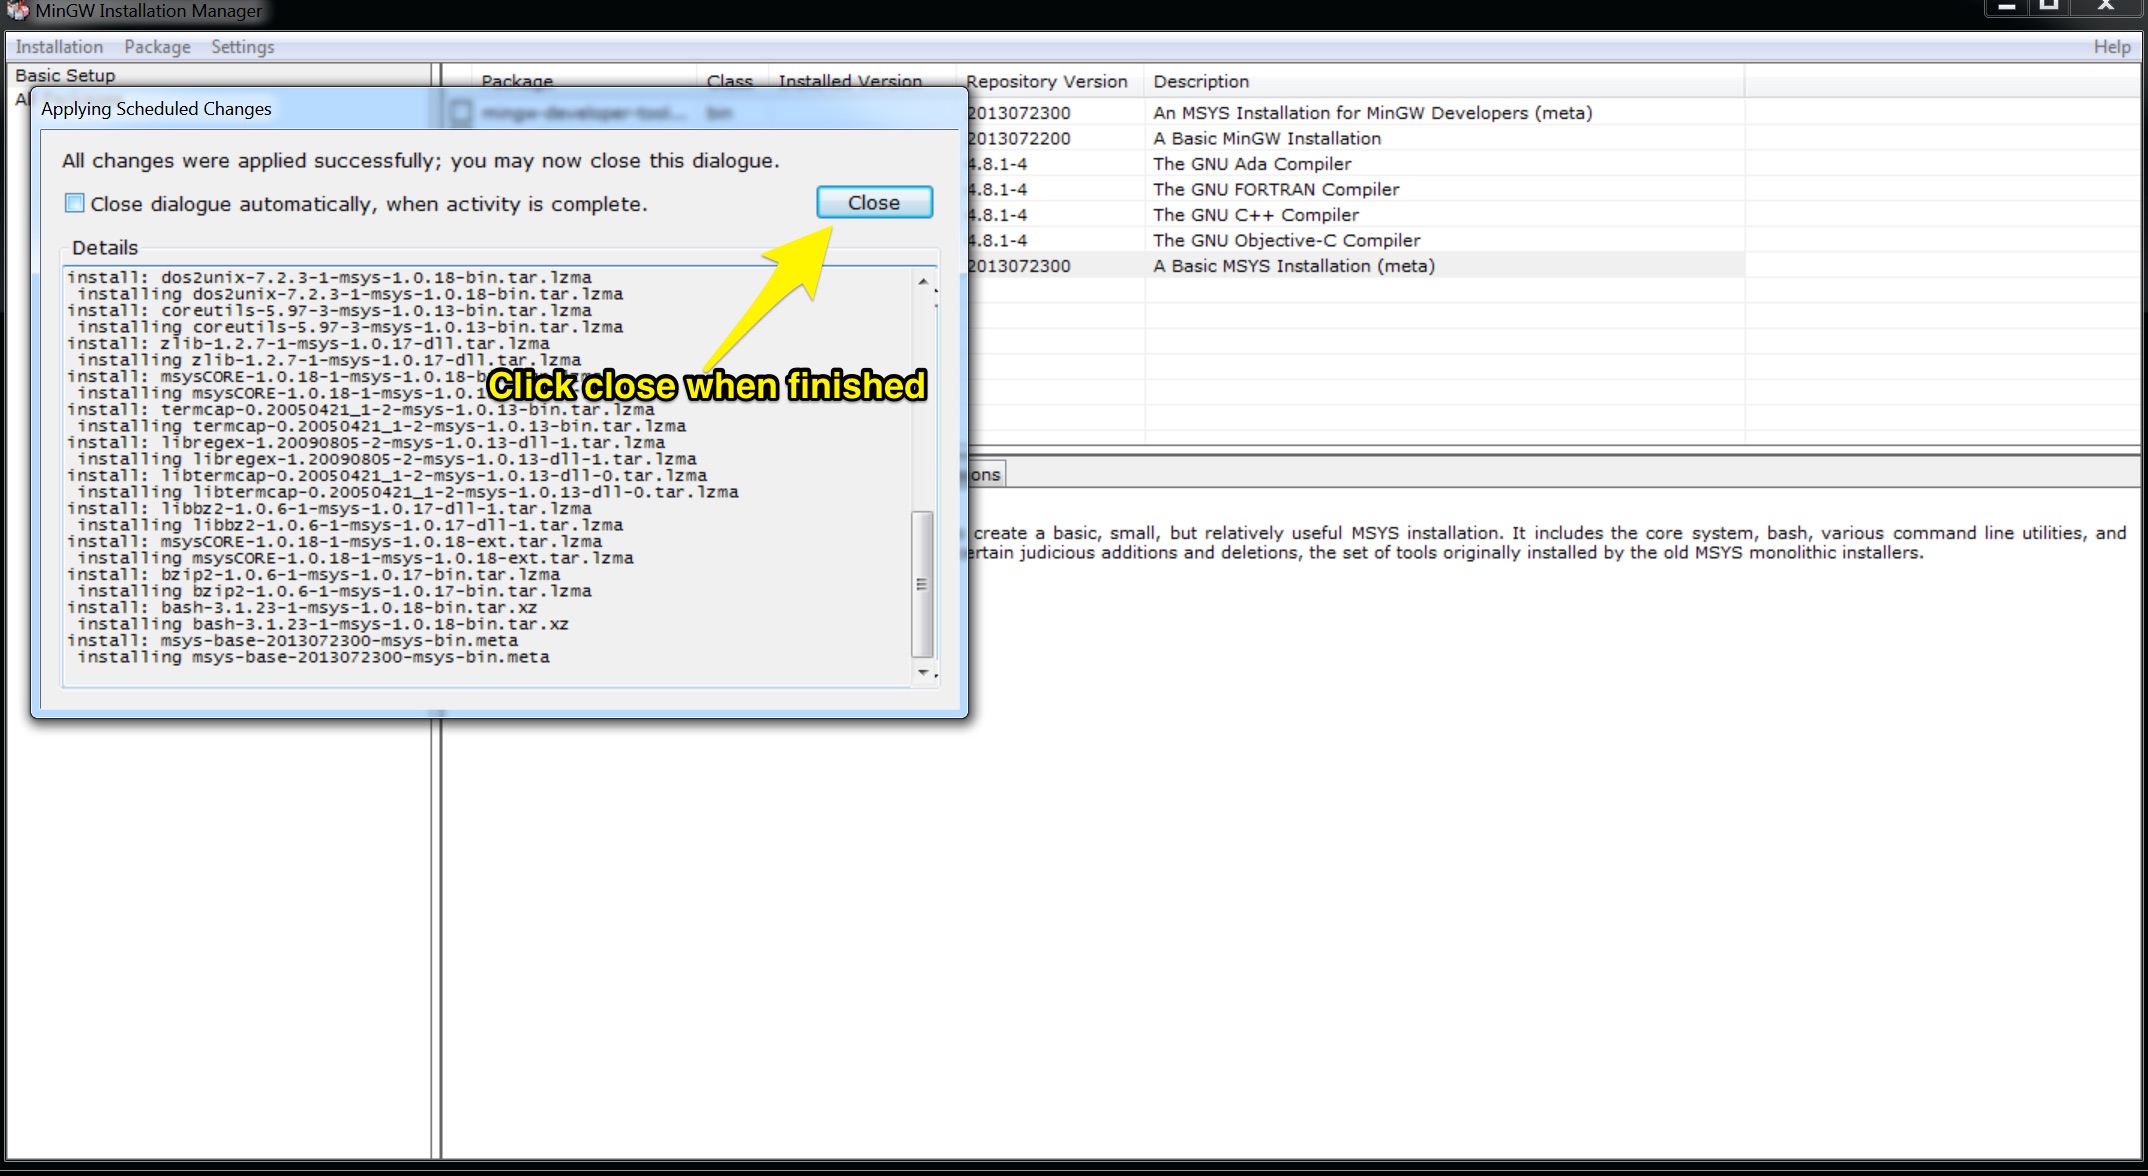 MinGW Installation Manager
Installation Package Settings Help
Basic Setup
Package Class Installed Version Repository Version Description
mingw-developer-tool... bin 2013072300 An MSYS Installation for MinGW Developers (meta)
2013072200 A Basic MinGW Installation
4.8.1-4 The GNU Ada Compiler
4.8.1-4 The GNU FORTRAN Compiler
4.8.1-4 The GNU C++ Compiler
4.8.1-4 The GNU Objective-C Compiler
2013072300 A Basic MSYS Installation (meta)
Applying Scheduled Changes
All changes were applied successfully; you may now close this dialogue.
Close dialogue automatically, when activity is complete.
Close
Details
install: dos2unix-7.2.3-1-msys-1.0.18-bin.tar.lzma
installing dos2unix-7.2.3-1-msys-1.0.18-bin.tar.lzma
install: coreutils-5.97-3-msys-1.0.13-bin.tar.lzma
installing coreutils-5.97-3-msys-1.0.13-bin.tar.lzma
install: zlib-1.2.7-1-msys-1.0.17-dll.tar.lzma
installing zlib-1.2.7-1-msys-1.0.17-dll.tar.lzma
install: msysCORE-1.0.18-1-msys-1.0.18-b
installing msysCORE-1.0.18-1-msys-1.0.1
Click close when finished
install: termcap-0.20050421_1-2-msys-1.0.13-bin.tar.lzma
installing termcap-0.20050421_1-2-msys-1.0.13-bin.tar.lzma
install: libregex-1.20090805-2-msys-1.0.13-dll-1.tar.lzma
installing libregex-1.20090805-2-msys-1.0.13-dll-1.tar.lzma
install: libtermcap-0.20050421_1-2-msys-1.0.13-dll-0.tar.lzma
installing libtermcap-0.20050421_1-2-msys-1.0.13-dll-0.tar.lzma
install: libbz2-1.0.6-1-msys-1.0.17-dll-1.tar.lzma
installing libbz2-1.0.6-1-msys-1.0.17-dll-1.tar.lzma
install: msysCORE-1.0.18-1-msys-1.0.18-ext.tar.lzma
installing msysCORE-1.0.18-1-msys-1.0.18-ext.tar.lzma
install: bzip2-1.0.6-1-msys-1.0.17-bin.tar.lzma
installing bzip2-1.0.6-1-msys-1.0.17-bin.tar.lzma
install: bash-3.1.23-1-msys-1.0.18-bin.tar.xz
installing bash-3.1.23-1-msys-1.0.18-bin.tar.xz
install: msys-base-2013072300-msys-bin.meta
installing msys-base-2013072300-msys-bin.meta
ons
create a basic, small, but relatively useful MSYS installation. It includes the core system, bash, various command line utilities, and
ertain judicious additions and deletions, the set of tools originally installed by the old MSYS monolithic installers.